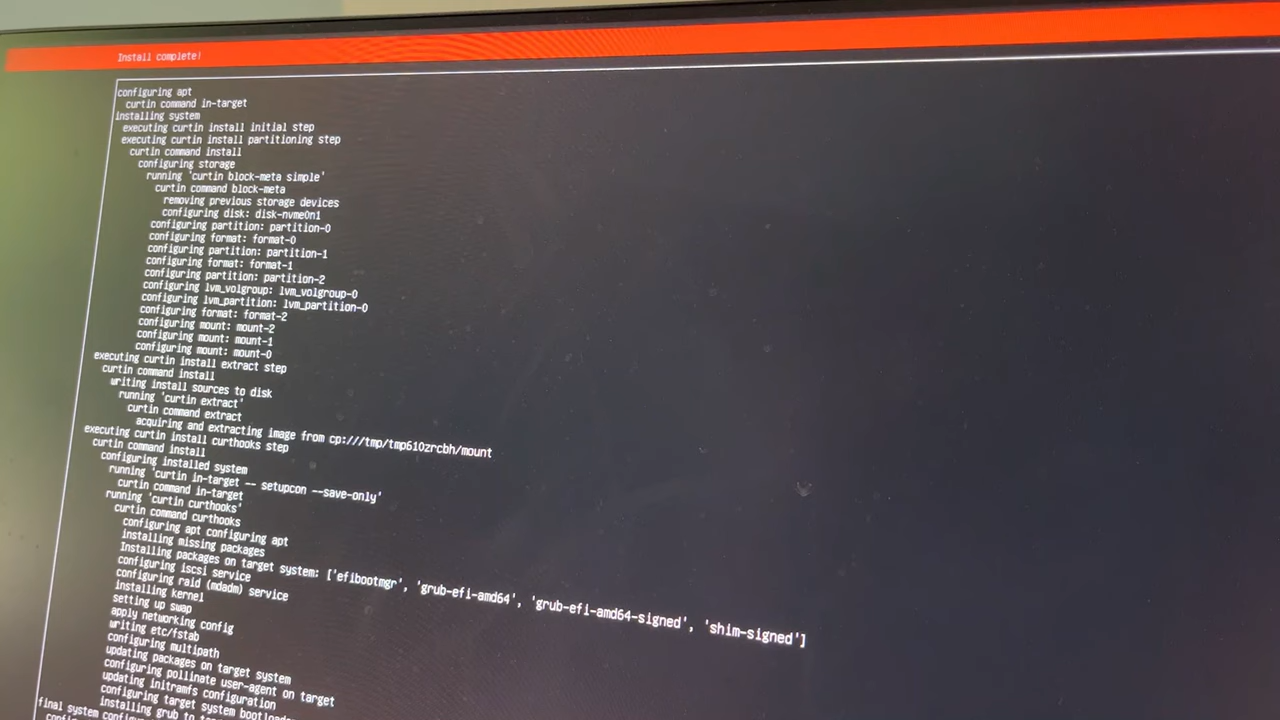 Install complete!
configuring apt
curtin command in-target
installing system
executing curtin install initial step
executing curtin install partitioning step
curtin command install
configuring storage
running 'curtin block-meta simple'
curtin command block-meta
removing previous storage devices
configuring disk: disk-nvme0n1
configuring partition: partition-0
configuring format: format-0
configuring partition: partition-1
configuring format: format-1
configuring partition: partition-2
configuring lvm_volgroup: lvm_volgroup-0
configuring lvm_partition: lvm_partition-0
configuring format: format-2
configuring mount: mount-2
configuring mount: mount-1
configuring mount: mount-0
executing curtin install extract step
curtin command install
writing install sources to disk
running 'curtin extract'
curtin command extract
acquiring and extracting image from cp:///tmp/tmp610zrcbh/mount
executing curtin install curthooks step
curtin command install
configuring installed system
running 'curtin in-target -- setupcon --save-only'
curtin command in-target
running 'curtin curthooks'
curtin command curthooks
configuring apt configuring apt
installing missing packages
Installing packages on target system: ['efibootmgr', 'grub-efi-amd64', 'grub-efi-amd64-signed', 'shim-signed']
configuring iscsi service
configuring raid (mdadm) service
installing kernel
setting up swap
apply networking config
writing etc/fstab
configuring multipath
updating packages on target system
configuring pollinate user-agent on target
updating initramfs configuration
configuring target system
installing grub to
final system